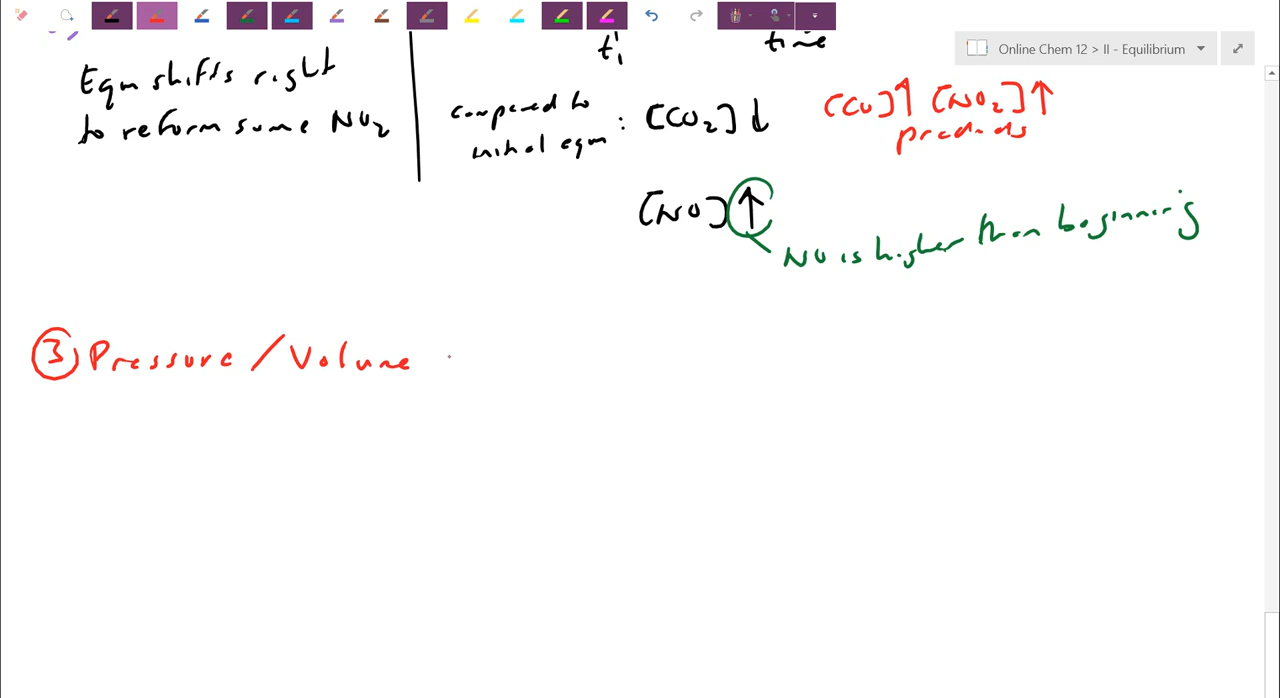 t₁
time
Online Chem 12 > II - Equilibrium
Eqm shifts right
to reform some NO₂
compared to
initial eqm : [CO₂] ↓
[CO] ↑ [NO₂] ↑
products
[NO] ↑
NO is higher than beginning
③ Pressure / Volume